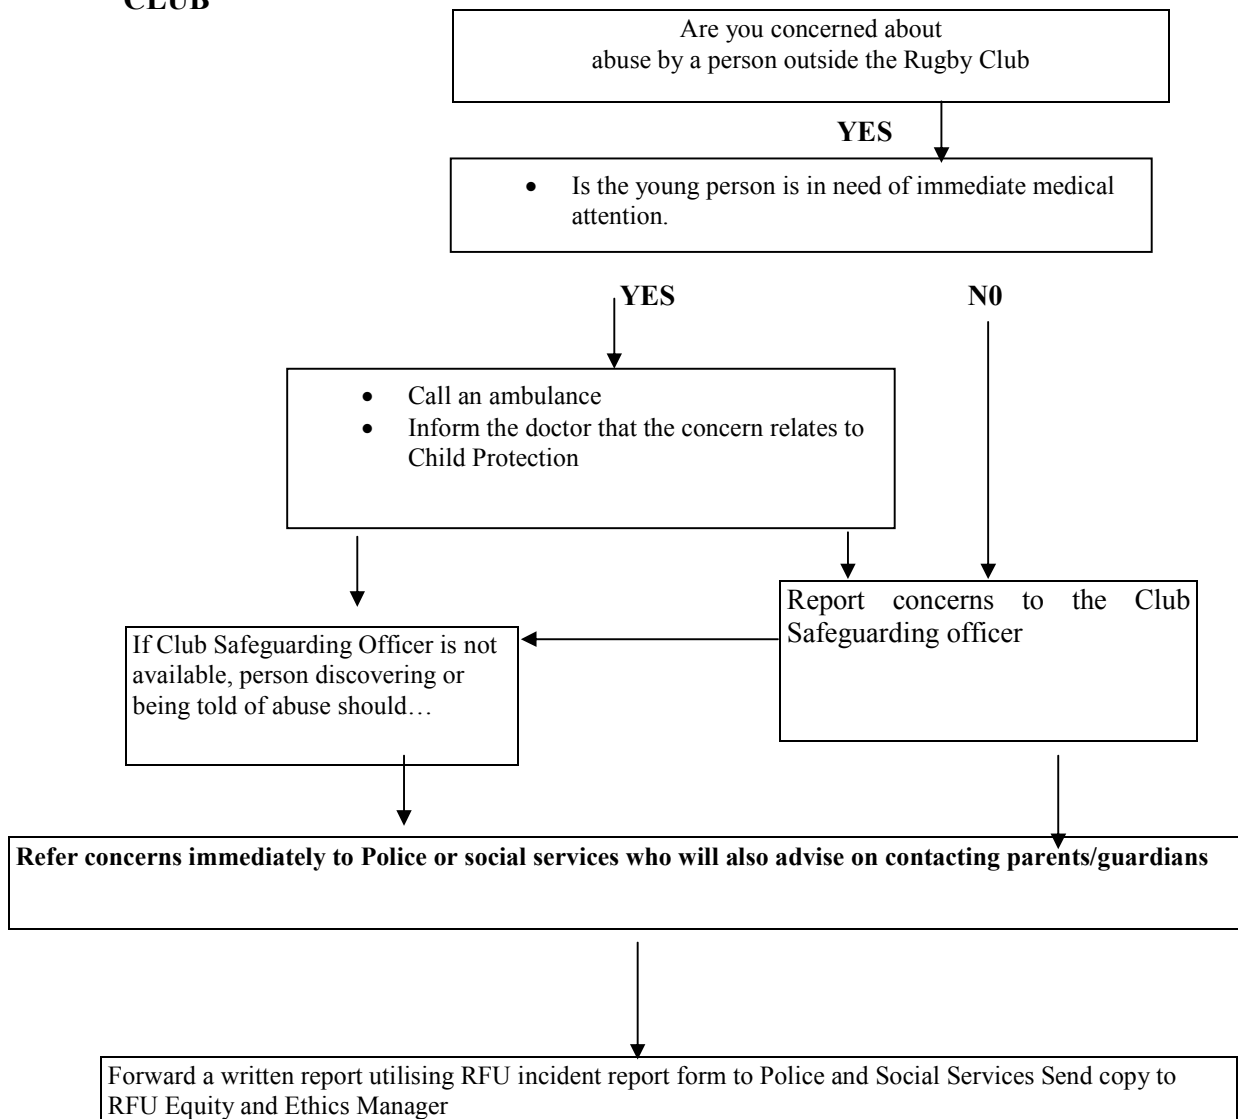 CLUB
Are you concerned about
abuse by a person outside the Rugby Club
YES
• Is the young person is in need of immediate medical
attention.
YES
N0
• Call an ambulance
• Inform the doctor that the concern relates to
Child Protection
Report concerns to the Club
Safeguarding officer
If Club Safeguarding Officer is not
available, person discovering or
being told of abuse should…
Refer concerns immediately to Police or social services who will also advise on contacting parents/guardians
Forward a written report utilising RFU incident report form to Police and Social Services Send copy to
RFU Equity and Ethics Manager